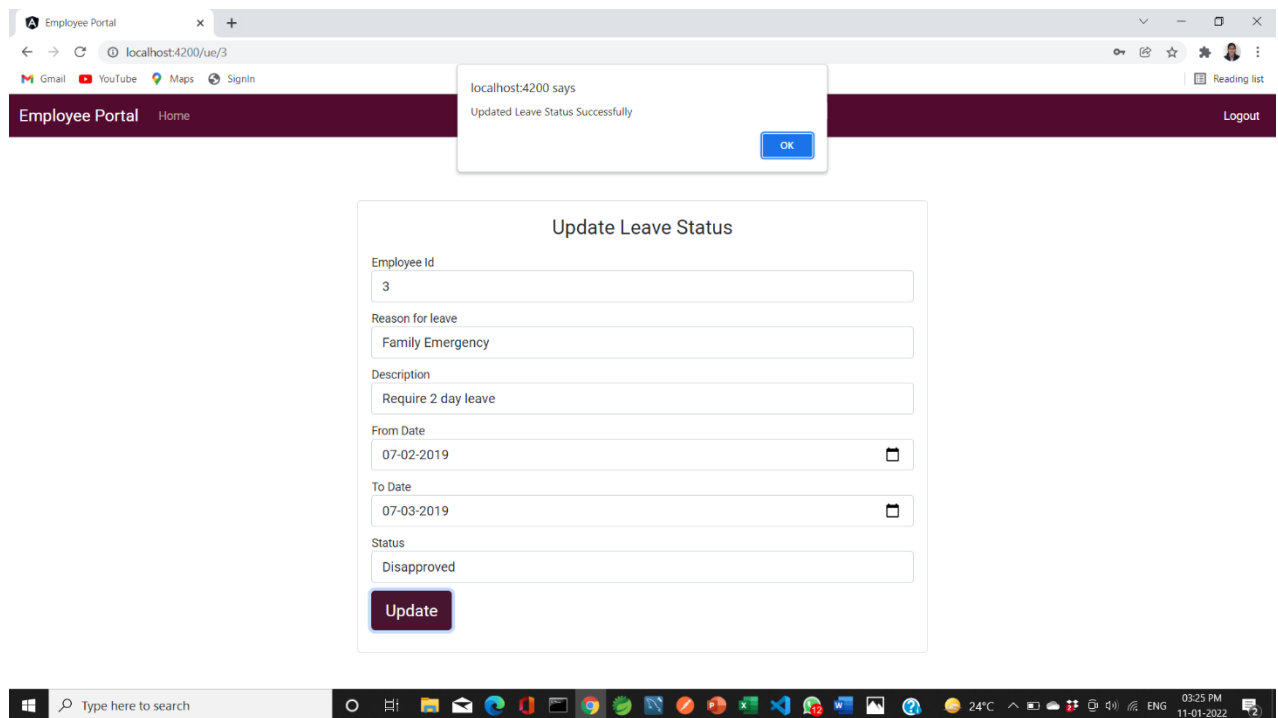 Employee Portal
localhost:4200/ue/3
Gmail YouTube Maps SignIn Reading list
localhost:4200 says
Updated Leave Status Successfully
OK
Employee Portal Home Logout
Update Leave Status
Employee Id
3
Reason for leave
Family Emergency
Description
Require 2 day leave
From Date
07-02-2019
To Date
07-03-2019
Status
Disapproved
Update
Type here to search
12
24°C
ENG
03:25 PM
11-01-2022
2